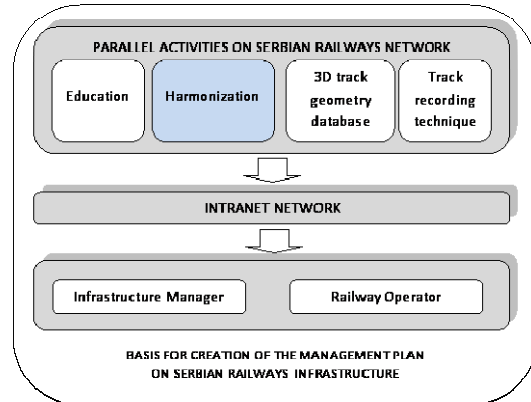 PARALLEL ACTIVITIES ON SERBIAN RAILWAYS NETWORK
Education
Harmonization
3D track
geometry
database
Track
recording
technique
INTRANET NETWORK
Infrastructure Manager
Railway Operator
BASIS FOR CREATION OF THE MANAGEMENT PLAN
ON SERBIAN RAILWAYS INFRASTRUCTURE